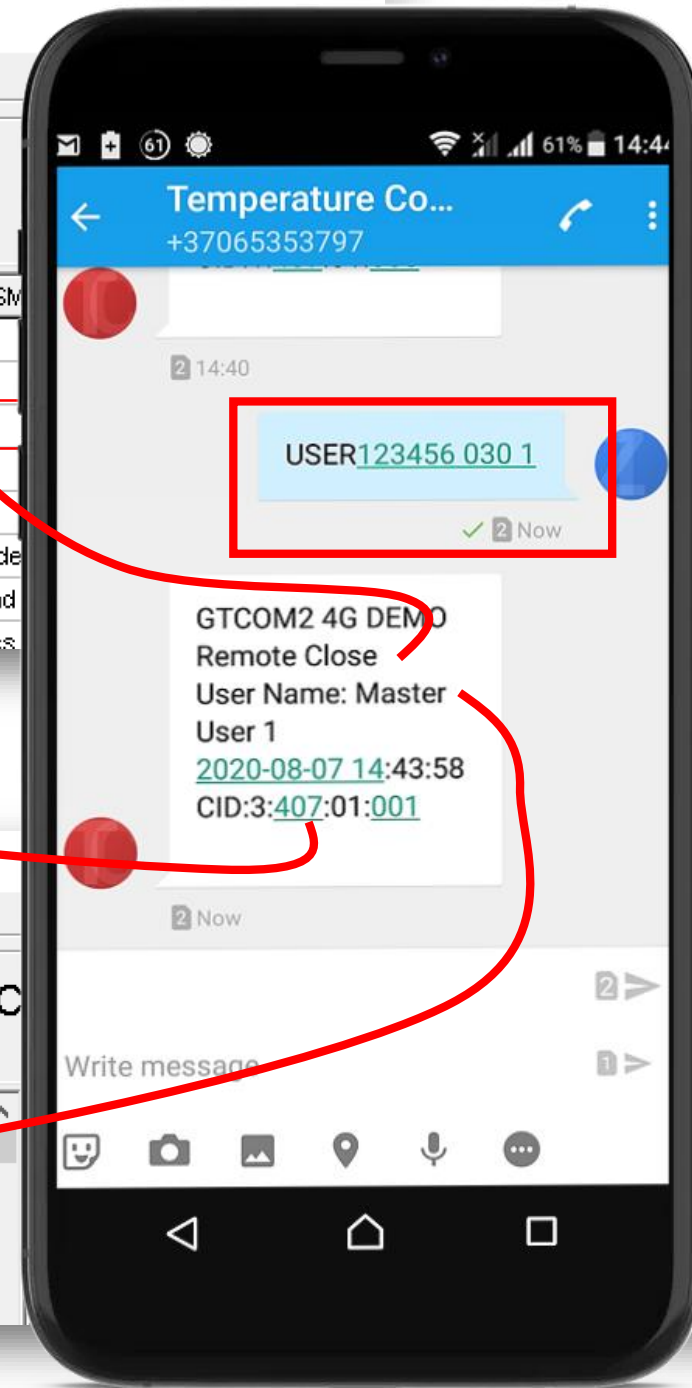 61 61% 14:44
Temperature Co...
+37065353797
2 14:40
USER123456 030 1
2 Now
GTCOM2 4G DEMO
Remote Close
User Name: Master
User 1
2020-08-07 14:43:58
CID:3:407:01:001
2 Now
2
Write message
1